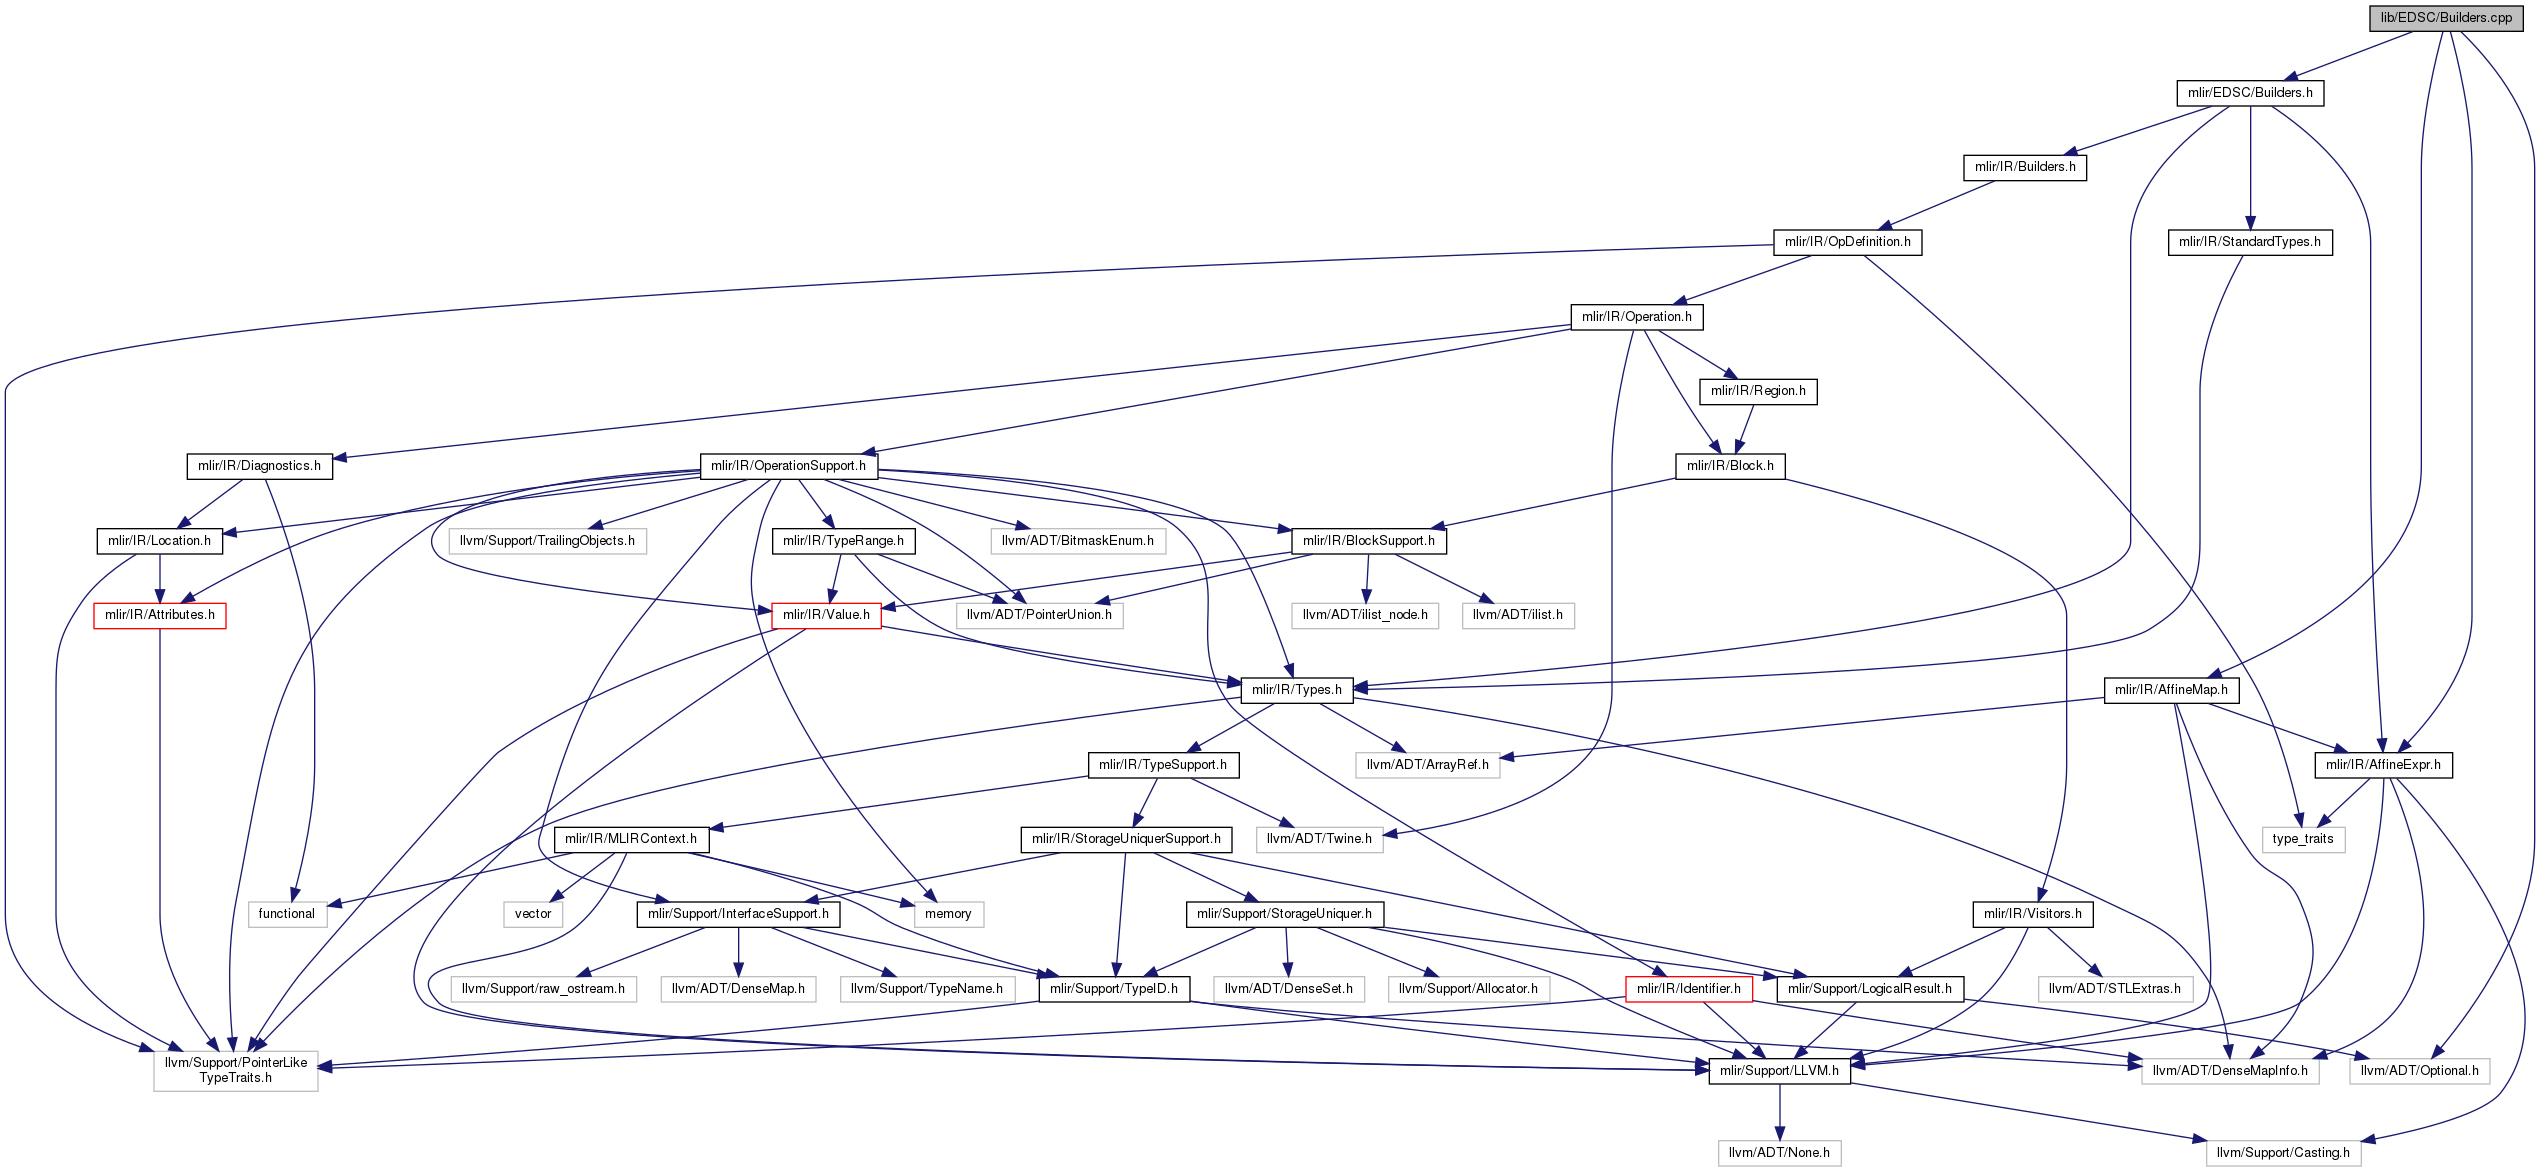 lib/EDSC/Builders.cpp
mlir/EDSC/Builders.h
mlir/IR/Builders.h
mlir/IR/OpDefinition.h
mlir/IR/StandardTypes.h
mlir/IR/Operation.h
mlir/IR/Region.h
mlir/IR/Diagnostics.h
mlir/IR/OperationSupport.h
mlir/IR/Block.h
mlir/IR/Location.h
llvm/Support/TrailingObjects.h
mlir/IR/TypeRange.h
llvm/ADT/BitmaskEnum.h
mlir/IR/BlockSupport.h
mlir/IR/Attributes.h
mlir/IR/Value.h
llvm/ADT/PointerUnion.h
llvm/ADT/ilist_node.h
llvm/ADT/ilist.h
mlir/IR/Types.h
mlir/IR/AffineMap.h
mlir/IR/TypeSupport.h
llvm/ADT/ArrayRef.h
mlir/IR/AffineExpr.h
mlir/IR/MLIRContext.h
mlir/IR/StorageUniquerSupport.h
llvm/ADT/Twine.h
type_traits
functional
vector
mlir/Support/InterfaceSupport.h
memory
mlir/Support/StorageUniquer.h
mlir/IR/Visitors.h
llvm/Support/raw_ostream.h
llvm/ADT/DenseMap.h
llvm/Support/TypeName.h
mlir/Support/TypeID.h
llvm/ADT/DenseSet.h
llvm/Support/Allocator.h
mlir/IR/Identifier.h
mlir/Support/LogicalResult.h
llvm/ADT/STLExtras.h
llvm/Support/PointerLike
TypeTraits.h
mlir/Support/LLVM.h
llvm/ADT/DenseMapInfo.h
llvm/ADT/Optional.h
llvm/ADT/None.h
llvm/Support/Casting.h